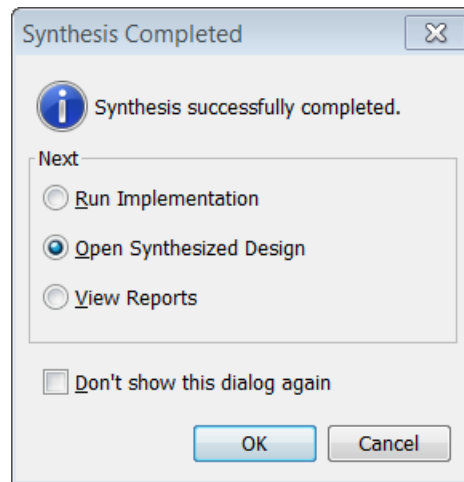 Synthesis Completed
Synthesis successfully completed.
Next
Run Implementation
Open Synthesized Design
View Reports
Don't show this dialog again
OK
Cancel